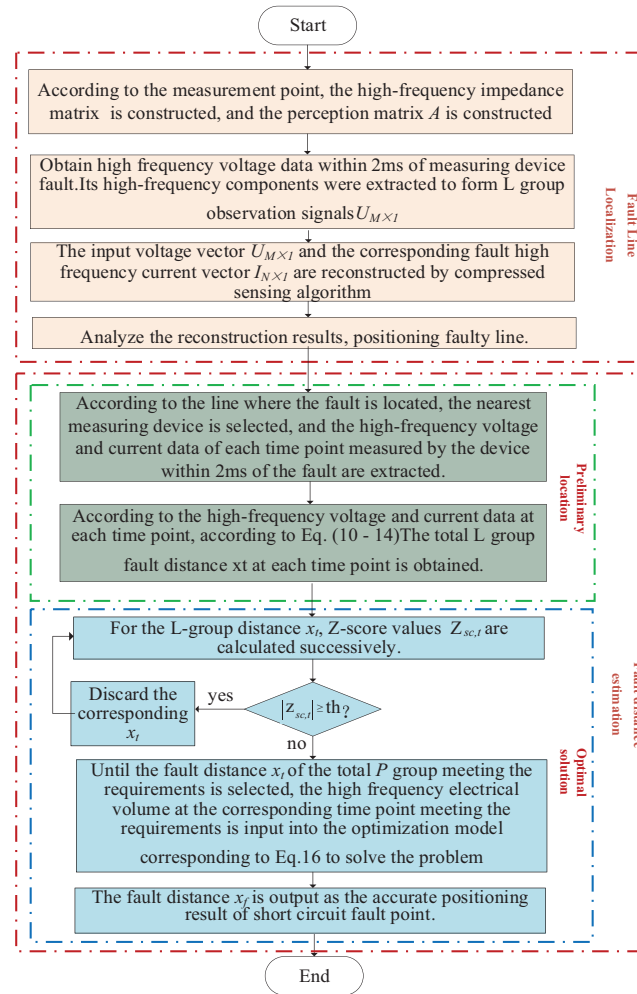 Start
According to the measurement point, the high-frequency impedance
matrix is constructed, and the perception matrix A is constructed
Obtain high frequency voltage data within 2ms of measuring device
fault.Its high-frequency components were extracted to form L group
observation signals U_{M×1}
The input voltage vector U_{M×1} and the corresponding fault high
frequency current vector I_{N×1} are reconstructed by compressed
sensing algorithm
Analyze the reconstruction results, positioning faulty line.
Fault Line
Localization
According to the line where the fault is located, the nearest
measuring device is selected, and the high-frequency voltage
and current data of each time point measured by the device
within 2ms of the fault are extracted.
According to the high-frequency voltage and current data at
each time point, according to Eq. (10 - 14)The total L group
fault distance xt at each time point is obtained.
Preliminary
location
For the L-group distance x_t, Z-score values Z_{sc,t} are
calculated successively.
|z_{sc,t}| ≥ th?
yes
Discard the
corresponding
x_t
no
Until the fault distance x_t of the total P group meeting the
requirements is selected, the high frequency electrical
volume at the corresponding time point meeting the
requirements is input into the optimization model
corresponding to Eq.16 to solve the problem
The fault distance x_f is output as the accurate positioning
result of short circuit fault point.
Optimal
solution
Fault distance
estimation
End